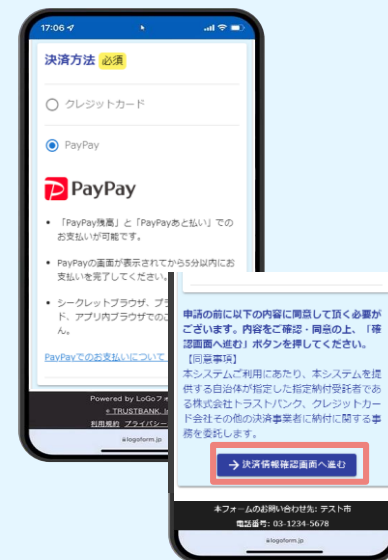 17:06
決済方法 必須
クレジットカード
PayPay
PayPay
• 「PayPay残高」と「PayPayあと払い」での
お支払いが可能です。
• PayPayの画面が表示されてから5分以内にお
支払いを完了してください。
• シークレットブラウザ、プ
ド、アプリ内ブラウザでのご
ん。
PayPayでのお支払いについて
Powered by LoGoフォ
© TRUSTBANK, I
利用規約 プライバシー
logoform.jp
申請の前に以下の内容に同意して頂く必要が
ございます。内容をご確認・同意の上、「確
認画面へ進む」ボタンを押してください。
【同意事項】
本システムご利用にあたり、本システムを提
供する自治体が指定した指定納付受託者であ
る株式会社トラストバンク、クレジットカー
ド会社その他の決済事業者に納付に関する事
務を委託します。
→決済情報確認画面へ進む
本フォームのお問い合わせ先: テスト市
電話番号: 03-1234-5678
logoform.jp